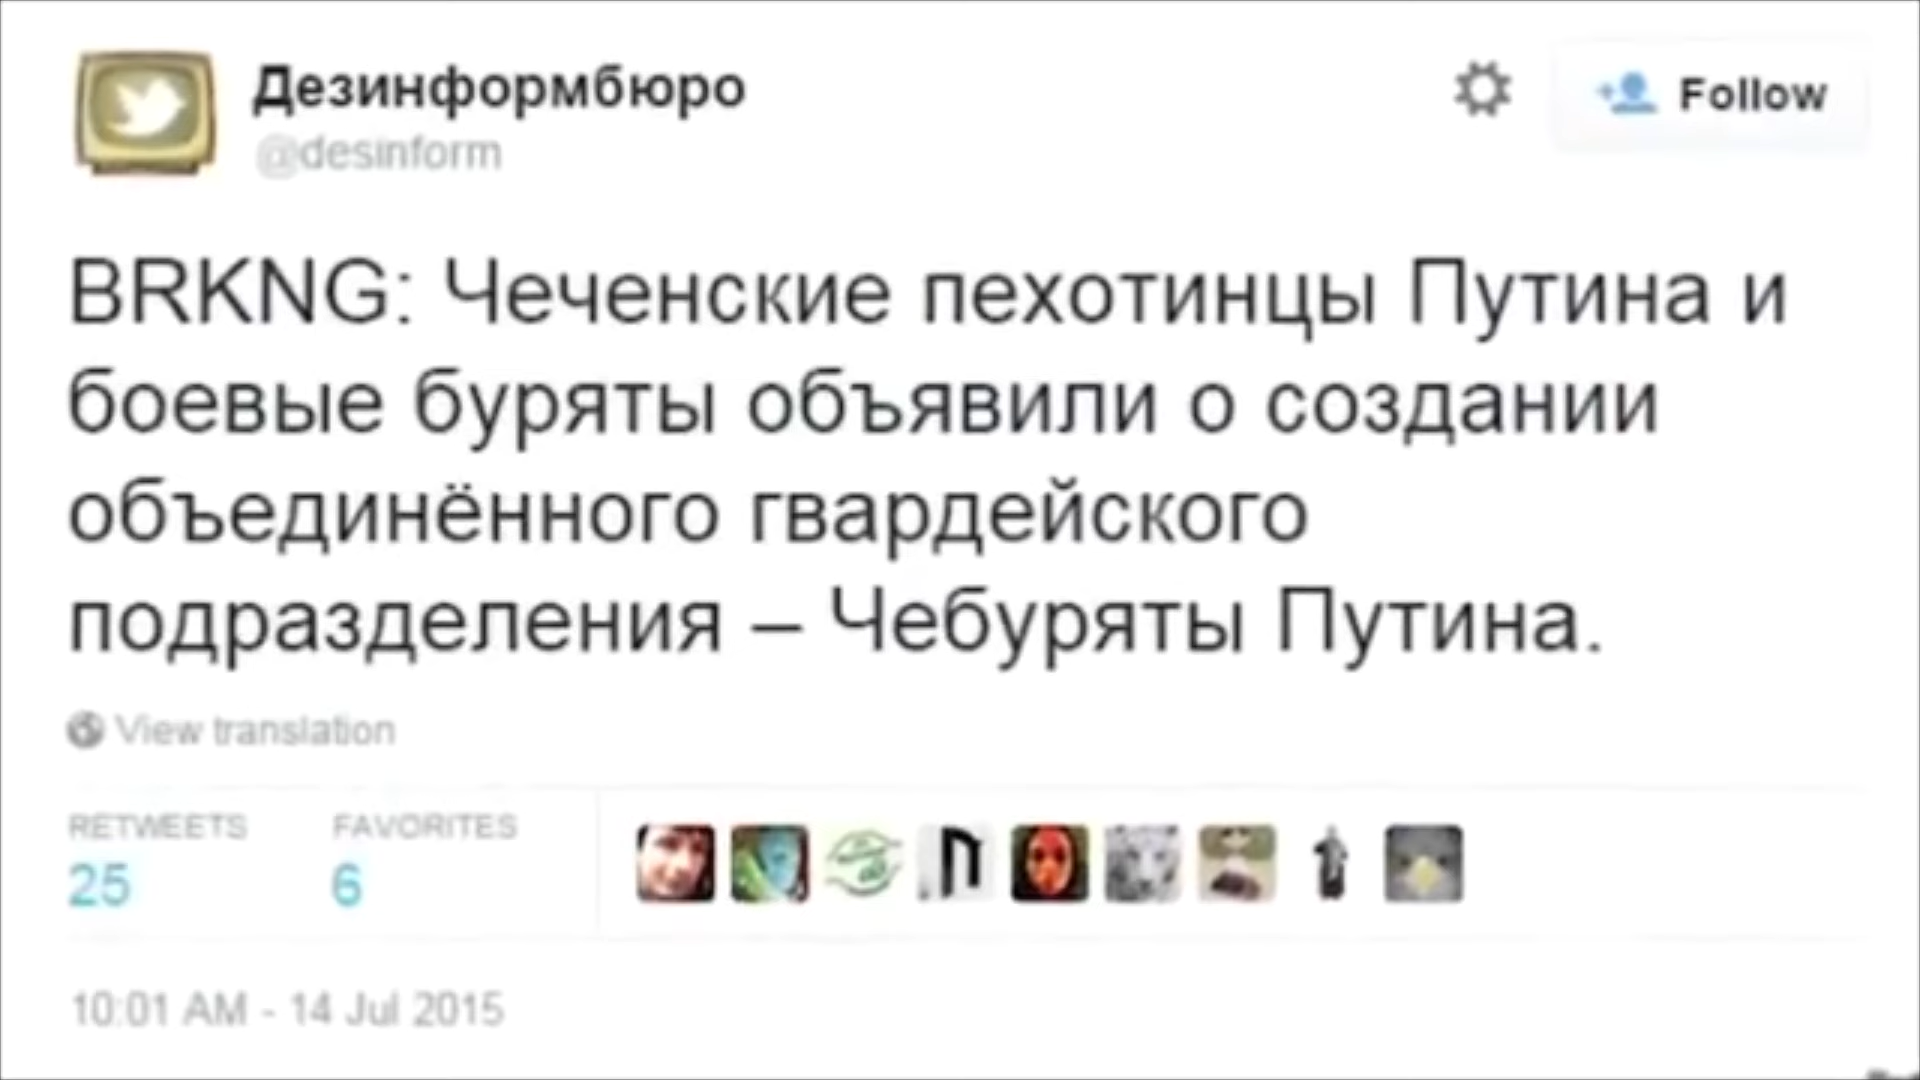 Дезинформбюро
@desinform
Follow
BRKNG: Чеченские пехотинцы Путина и
боевые буряты объявили о создании
объединённого гвардейского
подразделения – Чебуряты Путина.
View translation
RETWEETS
25
FAVORITES
6
10:01 AM - 14 Jul 2015